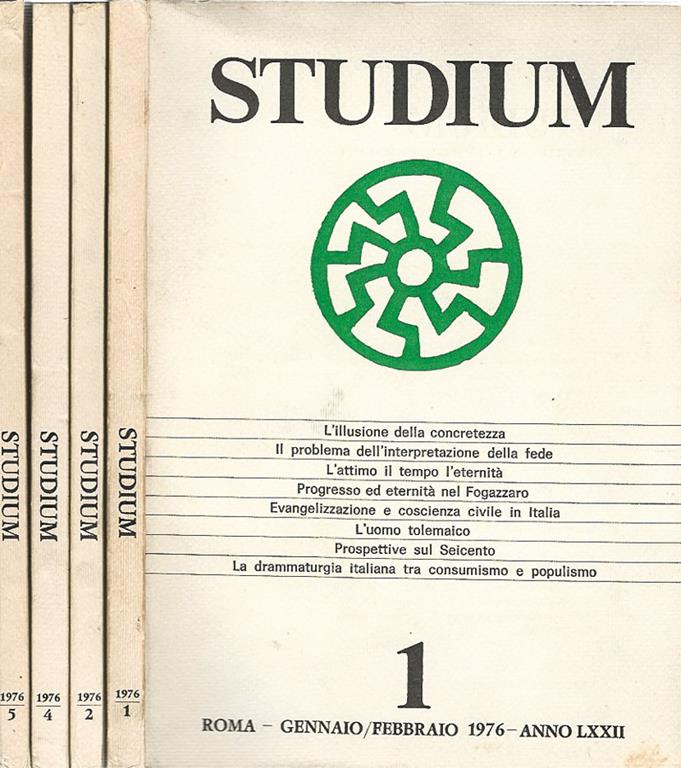 STUDIUM
L'illusione della concretezza
Il problema dell'interpretazione della fede
L'attimo il tempo l'eternità
Progresso ed eternità nel Fogazzaro
Evangelizzazione e coscienza civile in Italia
L'uomo tolemaico
Prospettive sul Seicento
La drammaturgia italiana tra consumismo e populismo
1
ROMA – GENNAIO/FEBBRAIO 1976 – ANNO LXXII
STUDIUM
1976
5
STUDIUM
1976
4
STUDIUM
1976
2
STUDIUM
1976
1